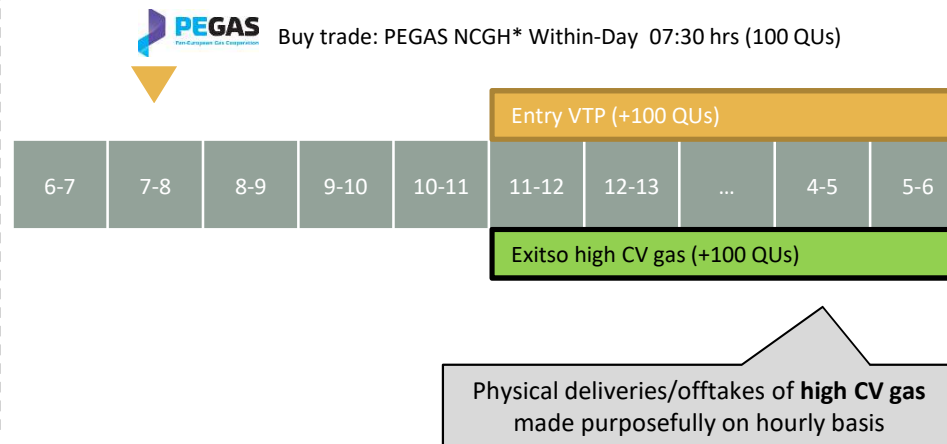 PEGAS
Pan-European Gas Cooperation
Buy trade: PEGAS NCGH* Within-Day 07:30 hrs (100 QUs)
Entry VTP (+100 QUs)
6-7 7-8 8-9 9-10 10-11 11-12 12-13 ... 4-5 5-6
Exitso high CV gas (+100 QUs)
Physical deliveries/offtakes of high CV gas
made purposefully on hourly basis